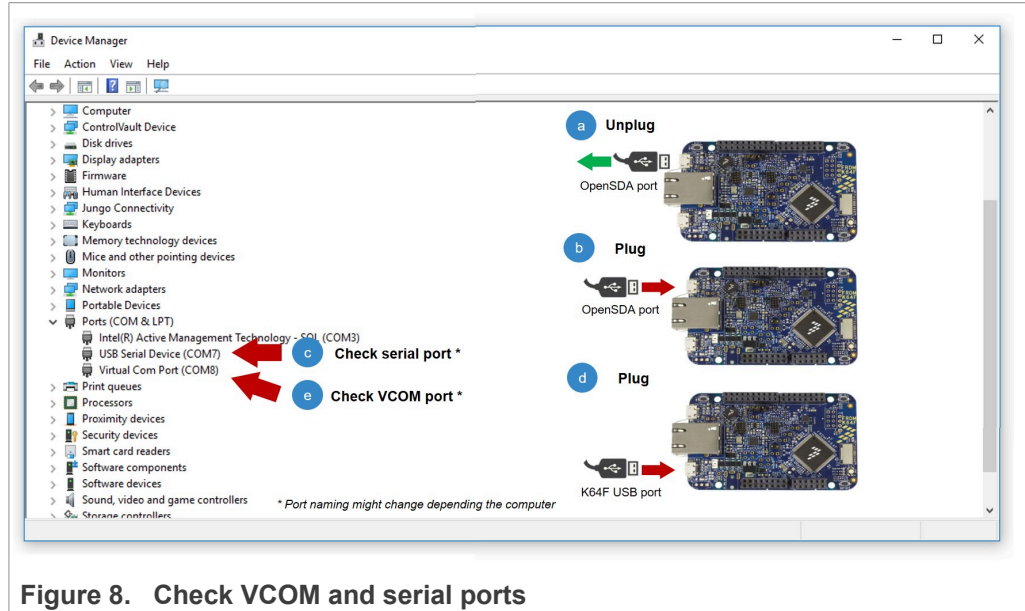 Device Manager
File Action View Help
Computer
ControlVault Device
Disk drives
Display adapters
Firmware
Human Interface Devices
Jungo Connectivity
Keyboards
Memory technology devices
Mice and other pointing devices
Monitors
Network adapters
Portable Devices
Ports (COM & LPT)
Intel(R) Active Management Technology - SOL (COM3)
USB Serial Device (COM7)
Virtual Com Port (COM8)
Print queues
Processors
Proximity devices
Security devices
Smart card readers
Software components
Software devices
Sound, video and game controllers
Storage controllers
a Unplug
OpenSDA port
b Plug
OpenSDA port
c Check serial port *
d Plug
e Check VCOM port *
K64F USB port
* Port naming might change depending the computer
Figure 8. Check VCOM and serial ports